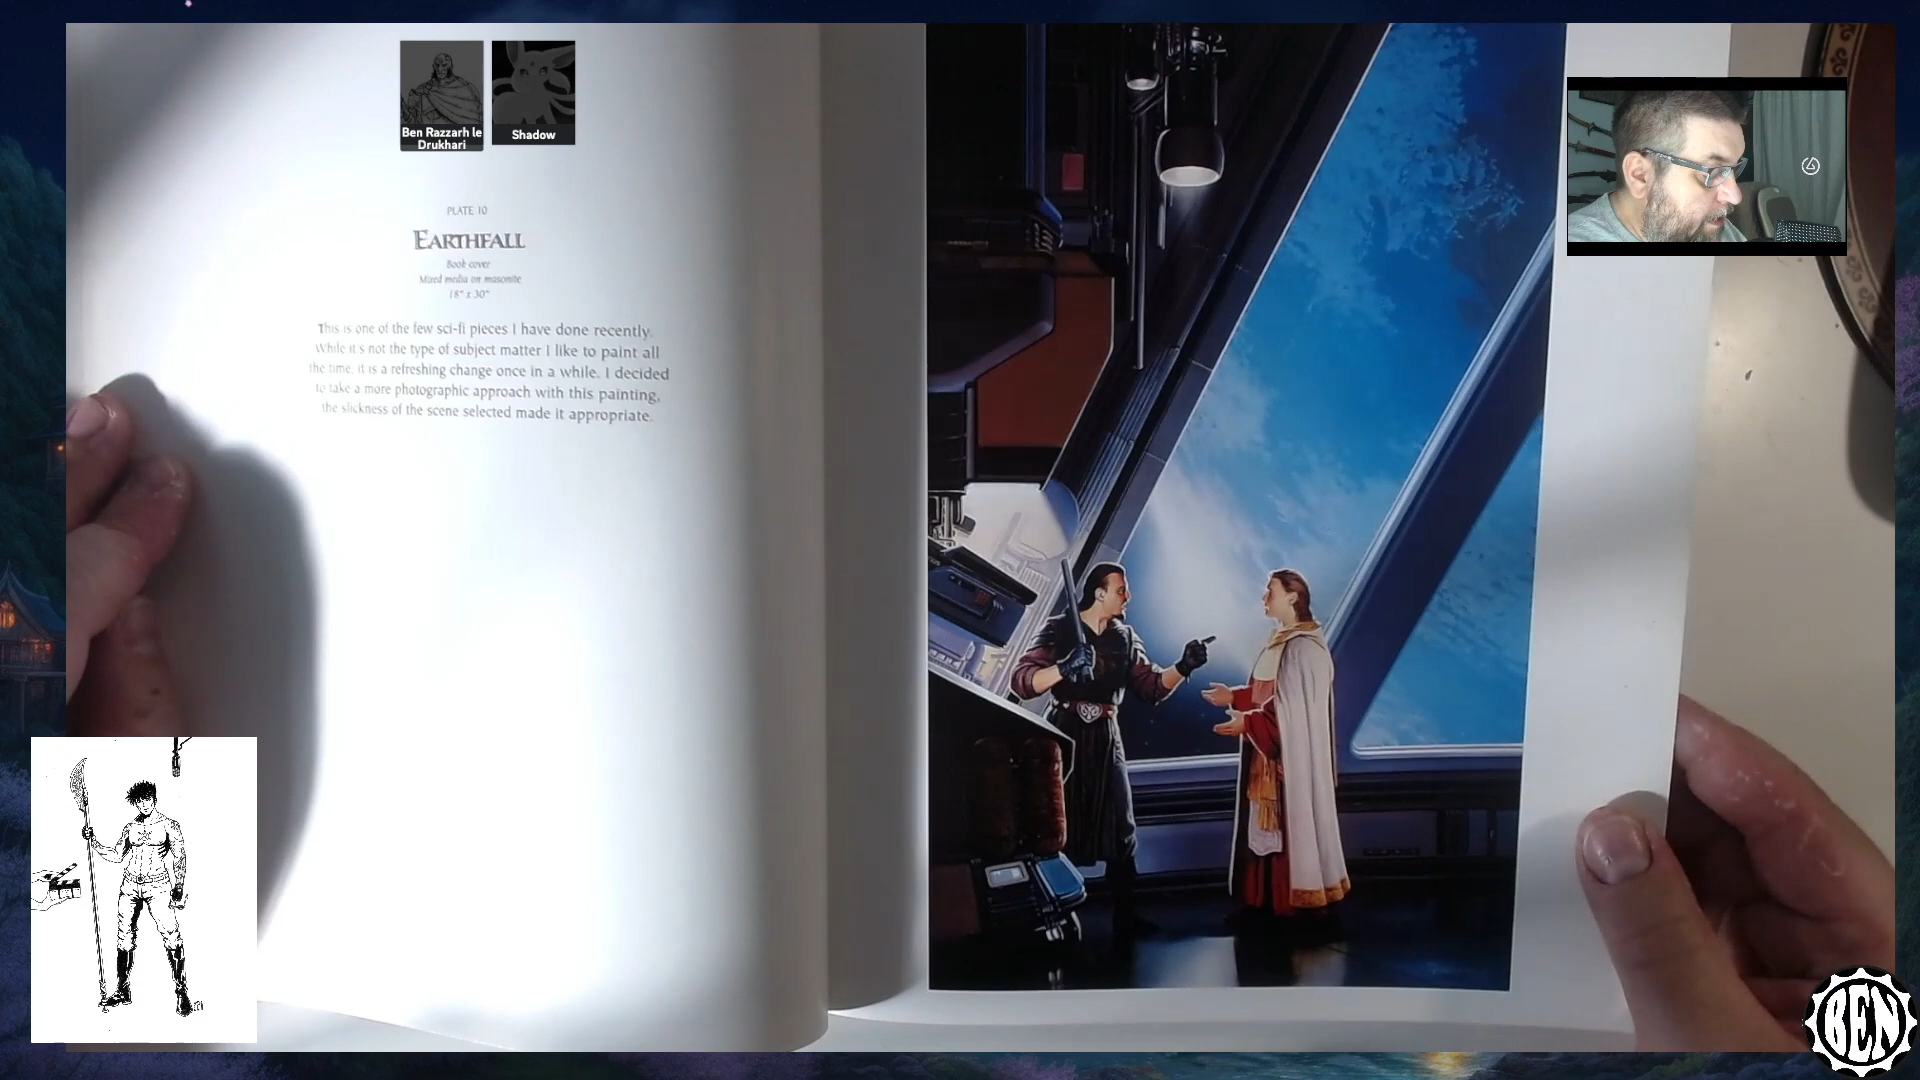 Ben Razzarh le
Drukhari
Shadow
PLATE 10
EARTHFALL
Book cover
Mixed media on masonite
18" x 30"
This is one of the few sci-fi pieces I have done recently.
While it's not the type of subject matter I like to paint all
the time, it is a refreshing change once in a while. I decided
to take a more photographic approach with this painting,
the slickness of the scene selected made it appropriate.
BEN